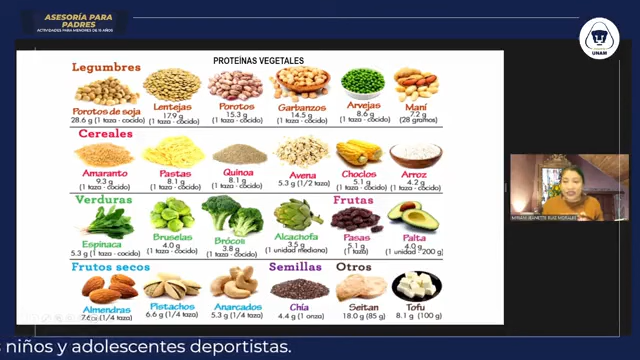 ASESORÍA PARA
PADRES
ACTIVIDADES PARA MENORES DE 15 AÑOS
UNAM
PROTEÍNAS VEGETALES
Legumbres
Porotos de soja
28.6 g (1 taza - cocido)
Lentejas
17.9 g
(1 taza - cocido)
Porotos
15.3 g
(1 taza - cocido)
Garbanzos
14.5 g
(1 taza - cocido)
Arvejas
8.6 g
(1 taza - cocido)
Maní
7.2 g
(28 gramos)
Cereales
Amaranto
9.3 g
(1 taza - cocido)
Pastas
8.1 g
(1 taza - cocido)
Quinoa
8.1 g
(1 taza - cocido)
Avena
5.3 g (1/2 taza)
Choclos
5.1 g
(1 taza - cocido)
Arroz
4.2 g
(1 taza - cocido)
Verduras
Frutas
Espinaca
5.3 g (1 taza - cocido)
Bruselas
4.0 g
(1 taza - cocido)
Brócoli
3.8 g
(1 taza - cocido)
Alcachofa
3.5 g
(1 unidad mediana)
Pasas
5.1 g
(1 taza)
Palta
4.0 g
(1 unidad - 200 g)
Frutos secos
Semillas
Otros
Almendras
(1/4 taza)
Pistachos
6.6 g (1/4 taza)
Anarcados
5.3 g (1/4 taza)
Chía
4.4 g (1 onza)
Seitan
18.0 g (85 g)
Tofu
8.1 g (100 g)
MIRIAM JEANETTE RUIZ MORALES
s niños y adolescentes deportistas.